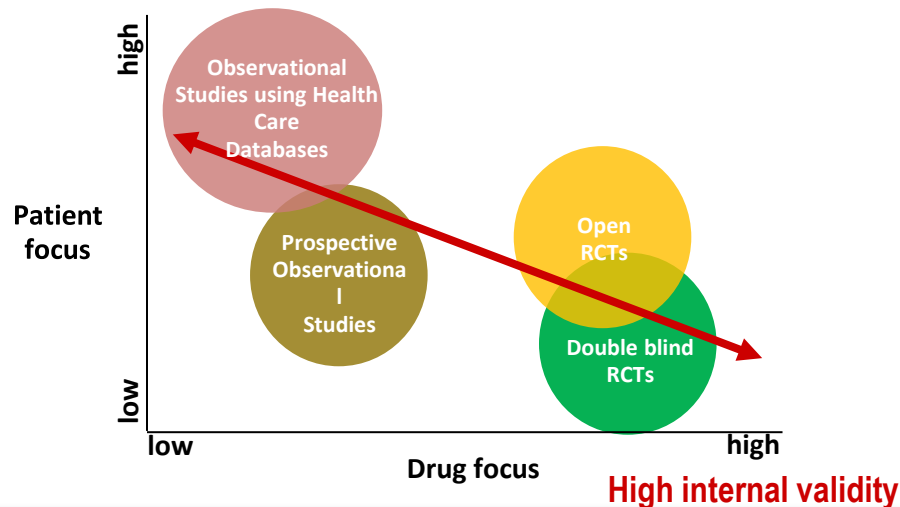 high
Observational
Studies using Health
Care
Databases
Patient
focus
Prospective
Observationa
l
Studies
Open
RCTs
Double blind
RCTs
low
low
high
Drug focus
High internal validity